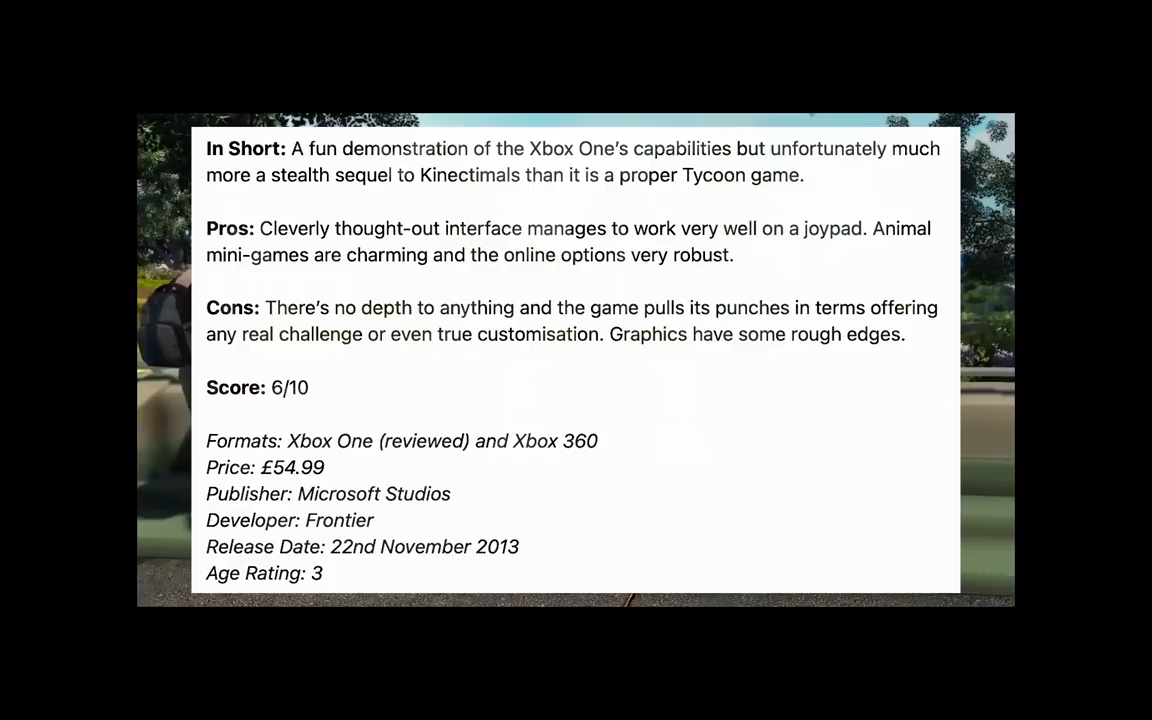 In Short: A fun demonstration of the Xbox One's capabilities but unfortunately much
more a stealth sequel to Kinectimals than it is a proper Tycoon game.
Pros: Cleverly thought-out interface manages to work very well on a joypad. Animal
mini-games are charming and the online options very robust.
Cons: There's no depth to anything and the game pulls its punches in terms offering
any real challenge or even true customisation. Graphics have some rough edges.
Score: 6/10
Formats: Xbox One (reviewed) and Xbox 360
Price: £54.99
Publisher: Microsoft Studios
Developer: Frontier
Release Date: 22nd November 2013
Age Rating: 3